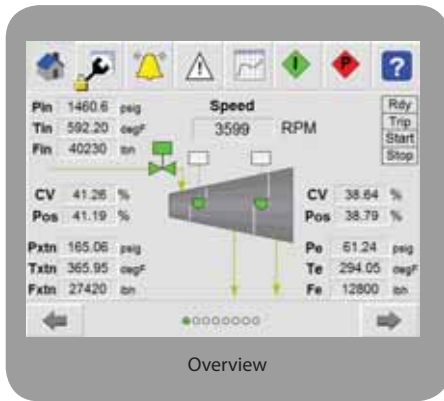 I P ?
Speed
Pin 1460.6 psig Rdy
Tin 592.20 degF 3599 RPM Trip
Fin 40230 lbh Start
Stop
CV 41.26 % CV 38.64 %
Pos 41.19 % Pos 38.79 %
Pxtn 165.06 psig Pe 61.24 psig
Txtn 365.95 degF Te 294.05 degF
Fxtn 27420 lbh Fe 12800 lbh
Overview